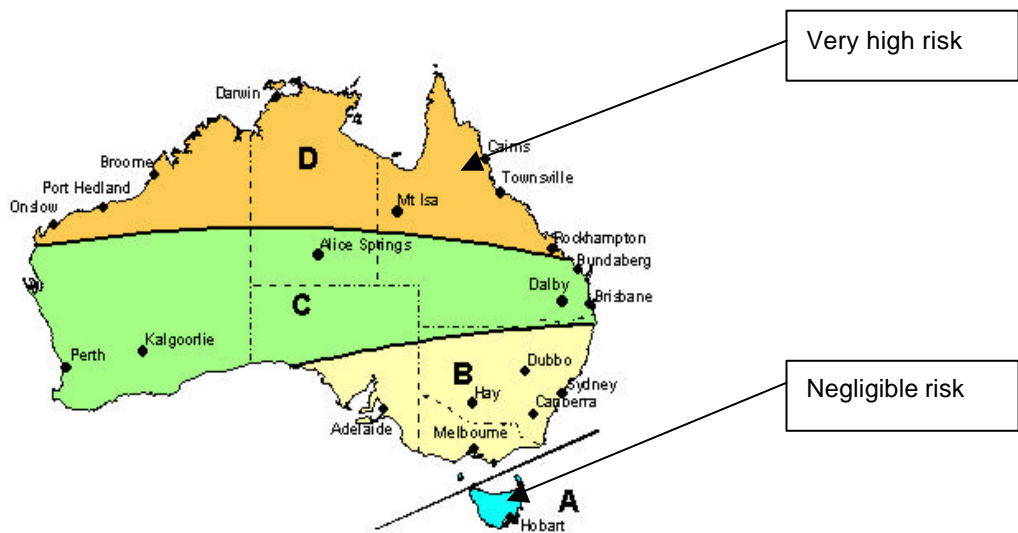 Very high risk
Darwin
Cairns
D
Broome
Port Hedland
Townsville
Mt Isa
Onslow
Rockhampton
Alice Springs
Bundaberg
Dalby
Brisbane
C
Kalgoorlie
Perth
Dubbo
B
Sydney
Hay
Canberra
Negligible risk
Adelaide
Melbourne
A
Hobart